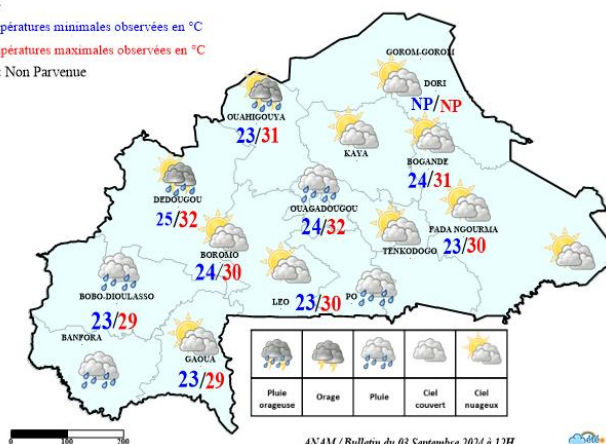 pératures minimales observées en °C
pératures maximales observées en °C
: Non Parvenue
GOROM-GOROM
DORI
NP/NP
OUAHIGOUYA
23/31
KAYA
BOGANDE
24/31
DEDOUGOU
25/32
OUAGADOUGOU
24/32
FADA NGOURMA
23/30
TENKODOGO
BOROMO
24/30
BOBO-DIOULASSO
23/29
LEO 23/30
PO
BANFORA
GAOUA
23/29
Pluie orageuse
Orage
Pluie
Ciel couvert
Ciel nuageux
0 100 200
ANAM / Bulletin du 03 Septembre 2024 à 12H